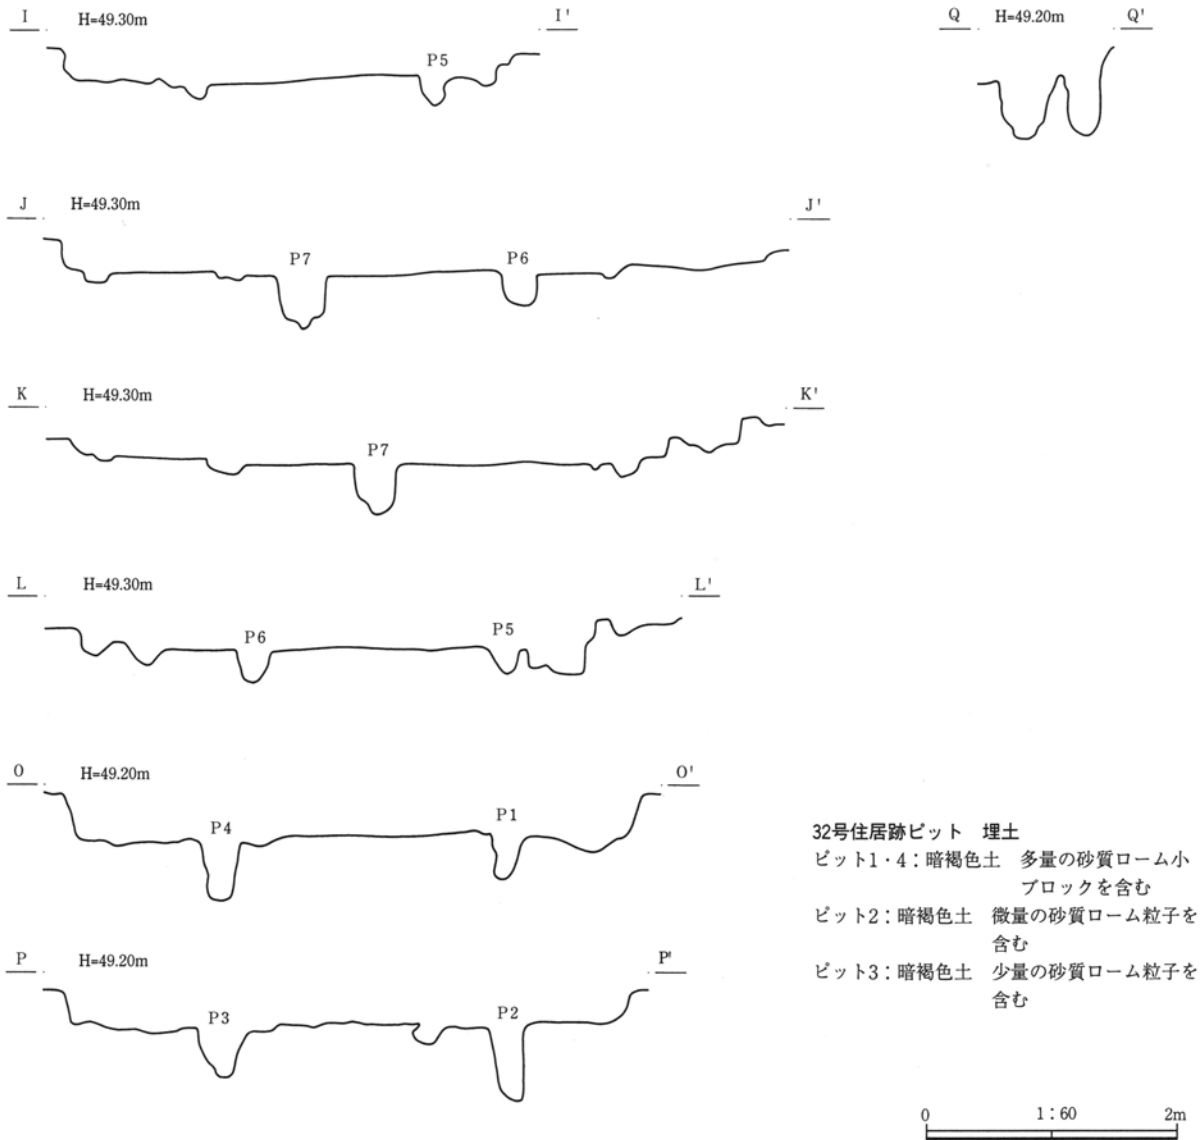 I H=49.30m I'
P5
Q H=49.20m Q'
J H=49.30m J'
P7 P6
K H=49.30m K'
P7
L H=49.30m L'
P6 P5
O H=49.20m O'
P4 P1
P H=49.20m P'
P3 P2
32号住居跡ピット 埋土
ピット1・4：暗褐色土 多量の砂質ローム小
ブロックを含む
ピット2：暗褐色土 微量の砂質ローム粒子を
含む
ピット3：暗褐色土 少量の砂質ローム粒子を
含む
0 1：60 2m